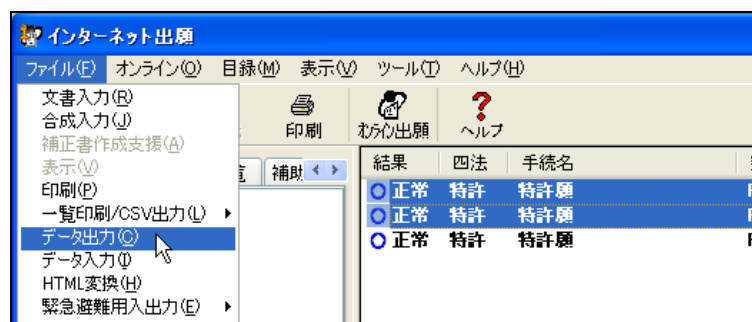 インターネット出願
ファイル(F) オンライン(O) 目録(M) 表示(V) ツール(T) ヘルプ(H)
文書入力(R)
合成入力(J)
補正書作成支援(A)
表示(V)
印刷(P)
一覧印刷/CSV出力(L)
データ出力(C)
データ入力(I)
HTML変換(H)
緊急避難用入出力(E)
印刷 オンライン出願 ヘルプ
補助
結果 四法 手続名
正常 特許 特許願
正常 特許 特許願
正常 特許 特許願